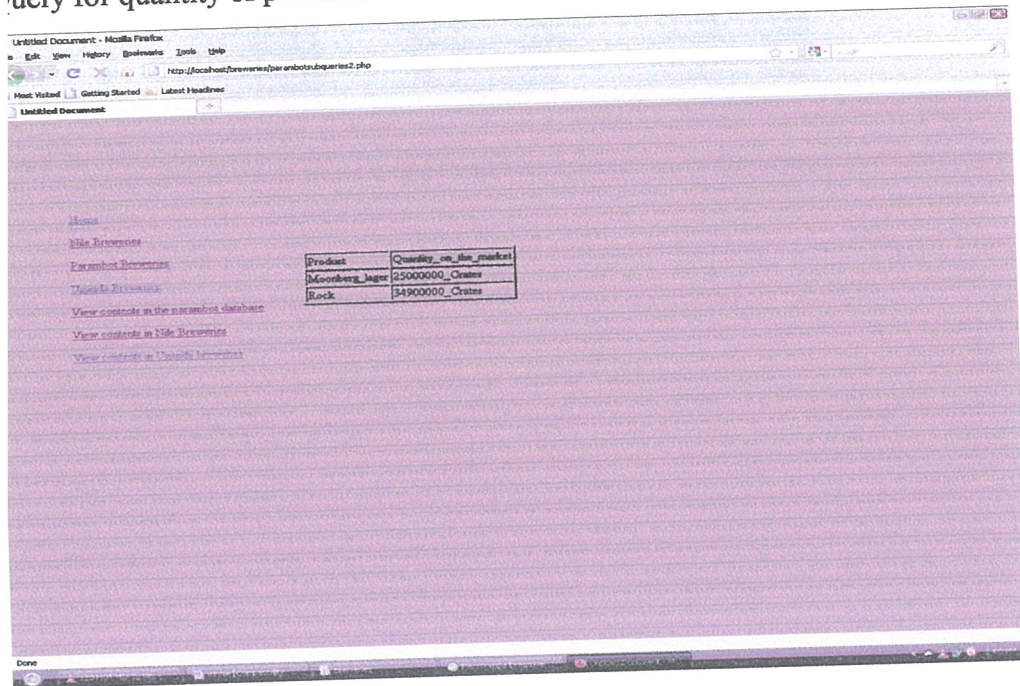 query for quantity of
Untitled Document - Mozilla Firefox
Edit View History Bookmarks Tools Help
http://localhost/breweries/parambotsubqueries2.php
Most Visited Getting Started Latest Headlines
Untitled Document
Home
Nile Breweries
Parambot Breweries
Uganda Breweries
View contents in the parambot database
View contents in Nile Breweries
View contents in Uganda breweries
Product Quantity_on_the_market
Moonberg_lager 25000000_Crates
Rock 34900000_Crates
Done